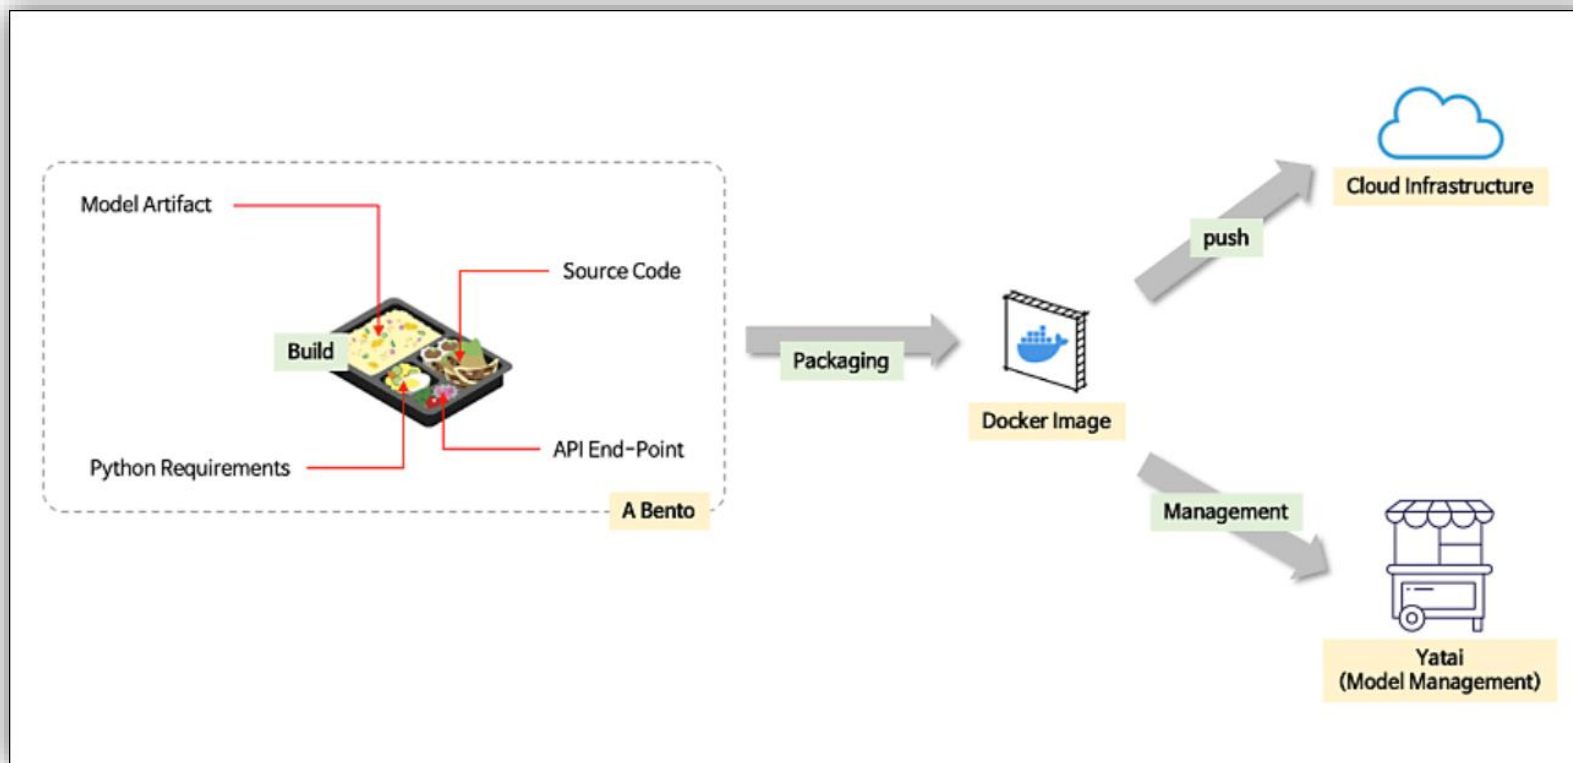 Model Artifact
Source Code
Build
Python Requirements
API End-Point
A Bento
Packaging
Docker Image
push
Cloud Infrastructure
Management
Yatai
(Model Management)